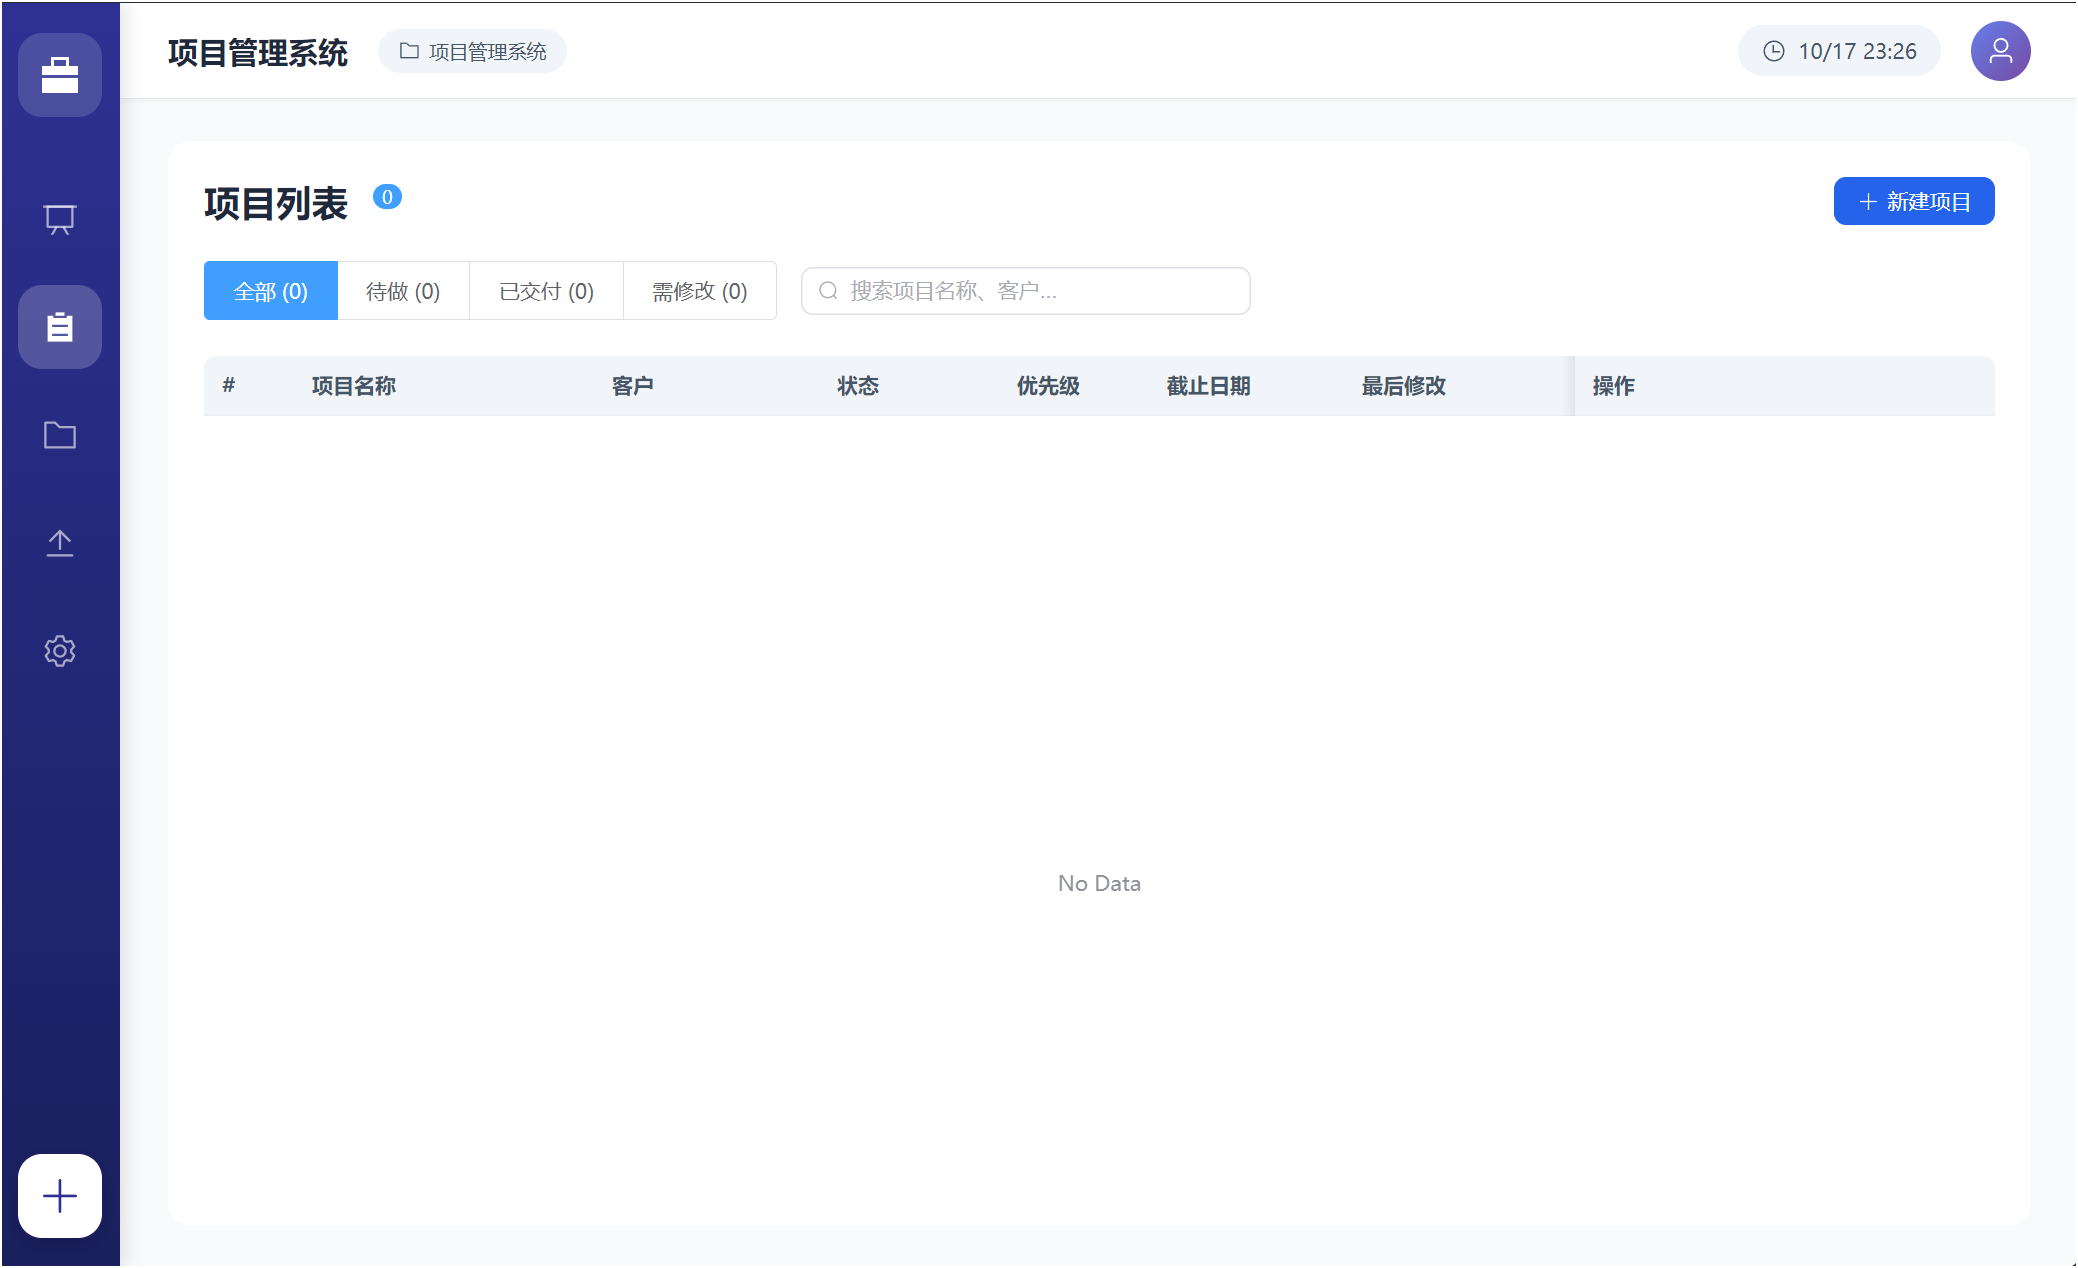 项目管理系统
项目管理系统
10/17 23:26
项目列表 0
新建项目
全部 (0) 待做 (0) 已交付 (0) 需修改 (0) 搜索项目名称、客户...
# 项目名称 客户 状态 优先级 截止日期 最后修改 操作
No Data